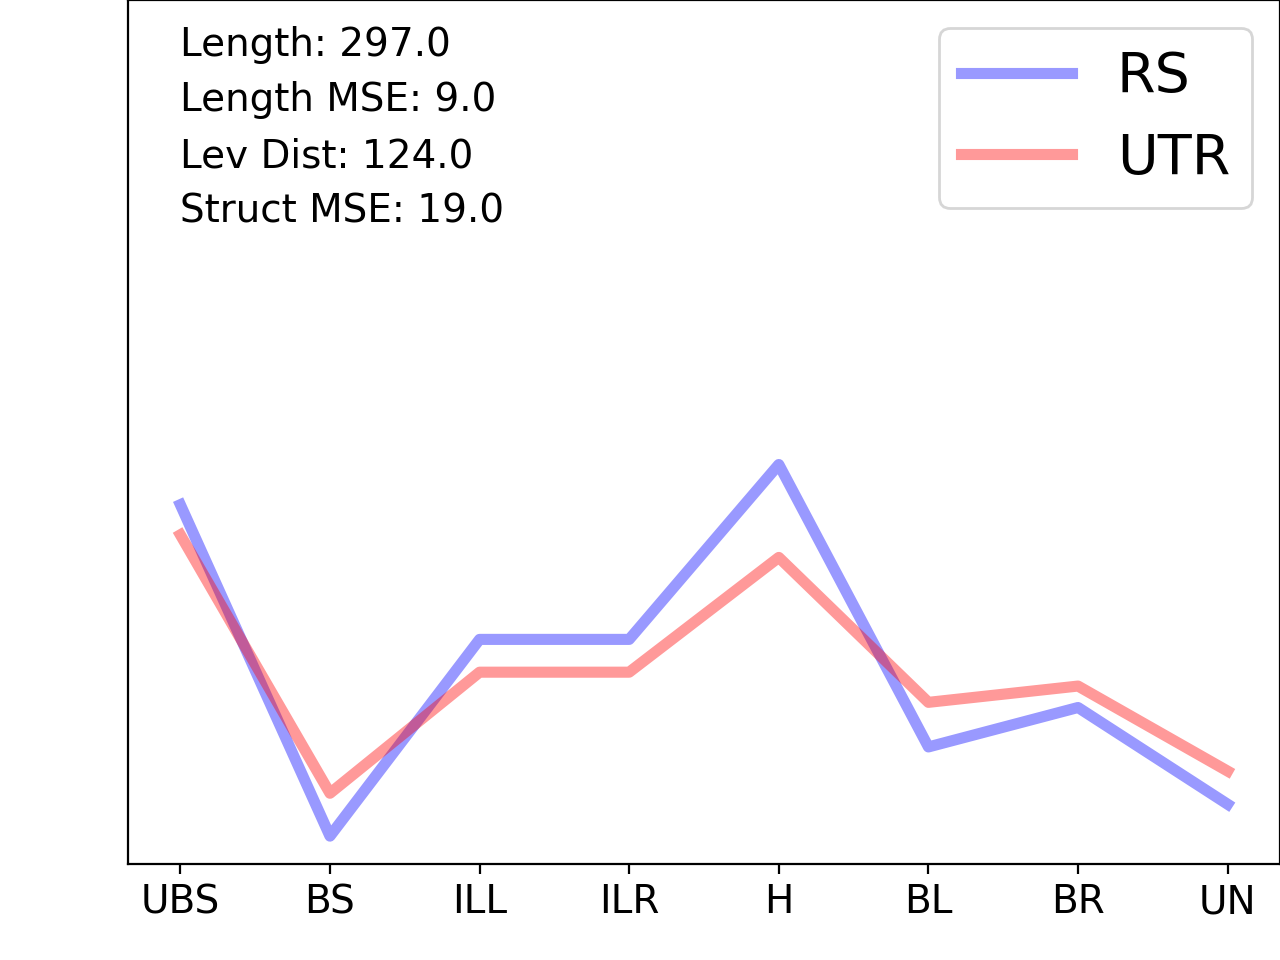 Length: 297.0
Length MSE: 9.0
Lev Dist: 124.0
Struct MSE: 19.0
RS
UTR
UBS BS ILL ILR H BL BR UN